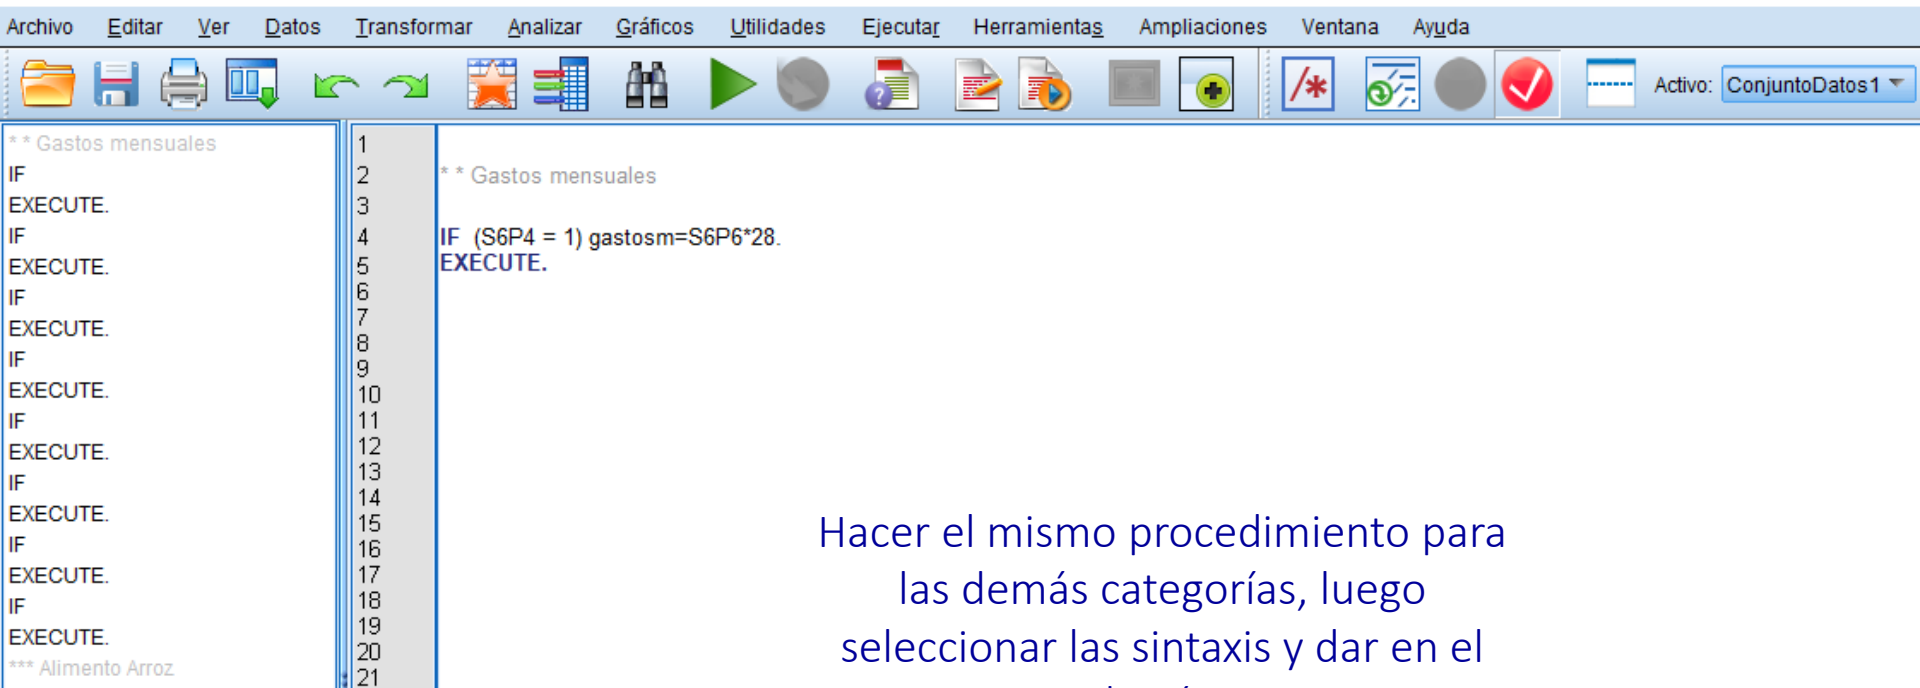 Archivo Editar Ver Datos Transformar Analizar Gráficos Utilidades Ejecutar Herramientas Ampliaciones Ventana Ayuda
Activo: ConjuntoDatos1
* * Gastos mensuales
IF
EXECUTE.
IF
EXECUTE.
IF
EXECUTE.
IF
EXECUTE.
IF
EXECUTE.
IF
EXECUTE.
IF
EXECUTE.
IF
EXECUTE.
*** Alimento Arroz
1
2 * * Gastos mensuales
3
4 IF (S6P4 = 1) gastosm=S6P6*28.
5 EXECUTE.
6
7
8
9
10
11
12
13
14
15
16
17
18
19
20
21
Hacer el mismo procedimiento para
las demás categorías, luego
seleccionar las sintaxis y dar en el